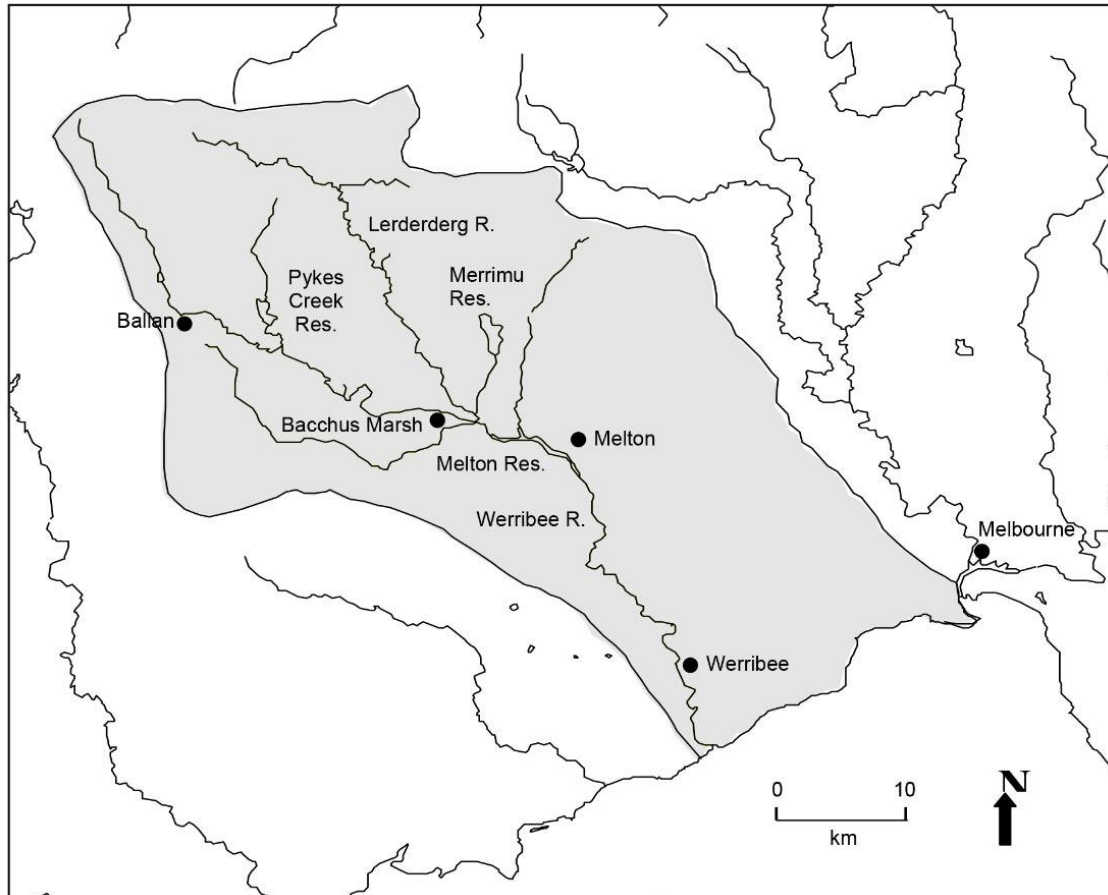 Lerderderg R.
Pykes
Creek
Res.
Merrimu
Res.
Ballan
Bacchus Marsh
Melton
Melton Res.
Werribee R.
Melbourne
Werribee
0 10
km
N